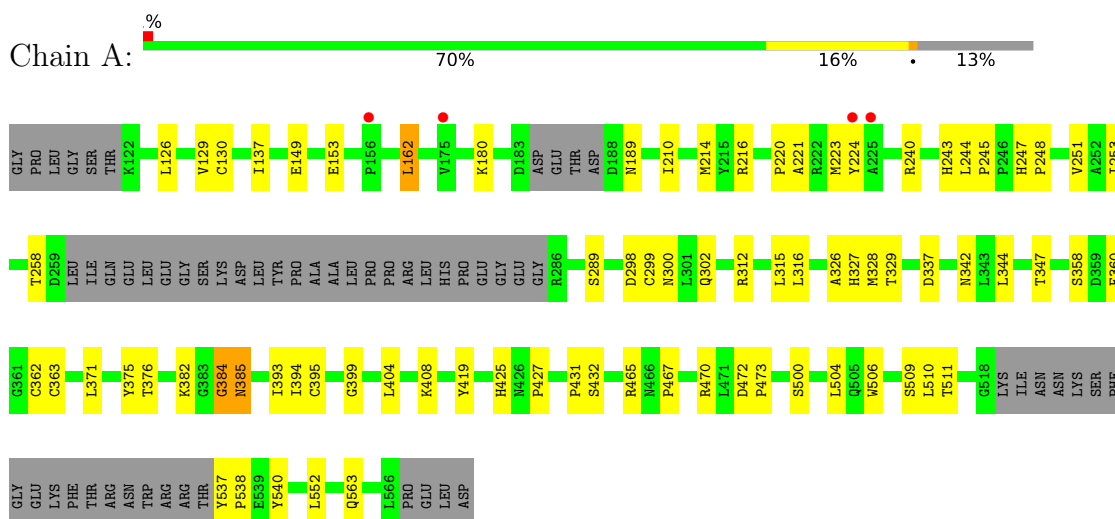 .%
Chain A:
70% 16% • 13%
GLY PRO LEU GLY SER THR K122 L126 V129 C130 I137 E149 E153 P156 L162 V175 K180 D183 ASP GLU THR ASP D188 N189 I210 M214 Y215 R216 P220 A221 R222 M223 Y224 A225 R240 H243 L244 P245 P246 H247 P248 V251 A252 I253
T258 D259 LEU ILE GLN GLU LEU GLU GLY SER LYS ASP LEU TYR PRO ALA ALA LEU PRO PRO ARG LEU HIS PRO GLU GLY GLU GLY R286 S289 D298 C299 N300 L301 Q302 R312 L315 L316 A326 H327 M328 T329 D337 N342 L343 L344 T347 S358 D359 E360
G361 C362 C363 L371 Y375 T376 K382 G383 G384 N385 I393 I394 C395 G399 L404 K408 Y419 H425 N426 P427 P431 S432 R465 N466 P467 R470 L471 D472 P473 S500 L504 Q505 W506 S509 L510 T511 G518 LYS ILE ASN ASN LYS SER PHE
GLY GLU LYS PHE THR ARG ASN TRP ARG ARG THR Y537 P538 E539 Y540 L552 Q563 L566 PRO GLU LEU ASP